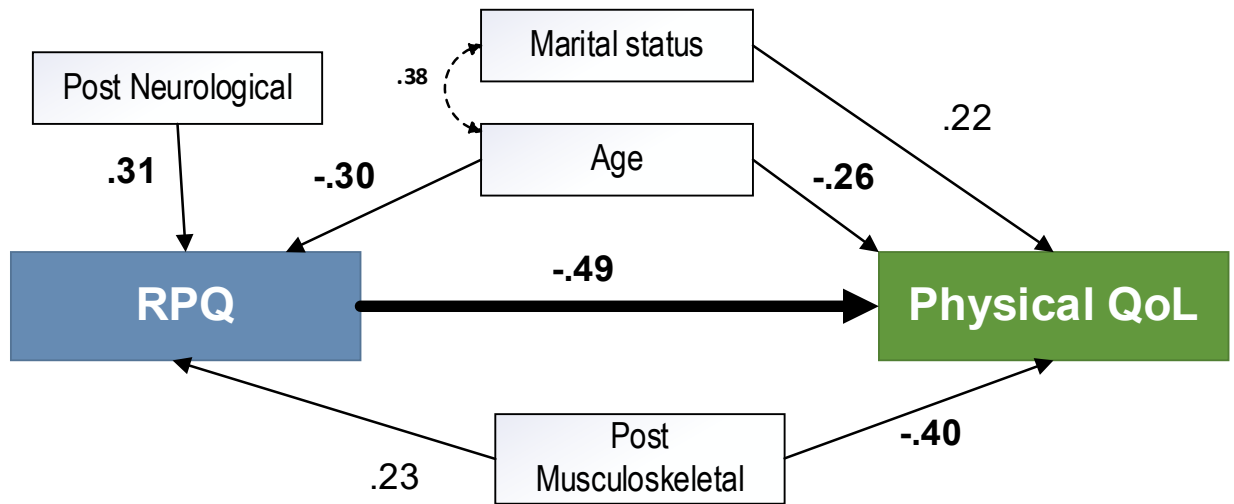 Marital status
.38
Post Neurological
.22
Age
.31
-.30
-.26
-.49
RPQ
Physical QoL
Post
Musculoskeletal
-.40
.23